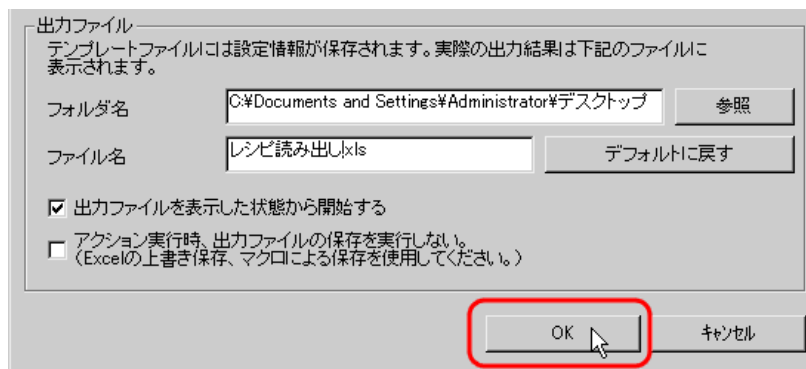 出力ファイル
テンプレートファイルには設定情報が保存されます。実際の出力結果は下記のファイルに
表示されます。
フォルダ名 C:¥Documents and Settings¥Administrator¥デスクトップ 参照
ファイル名 レシピ読み出し.xls デフォルトに戻す
出力ファイルを表示した状態から開始する
アクション実行時、出力ファイルの保存を実行しない。
（Excelの上書き保存、マクロによる保存を使用してください。）
OK キャンセル